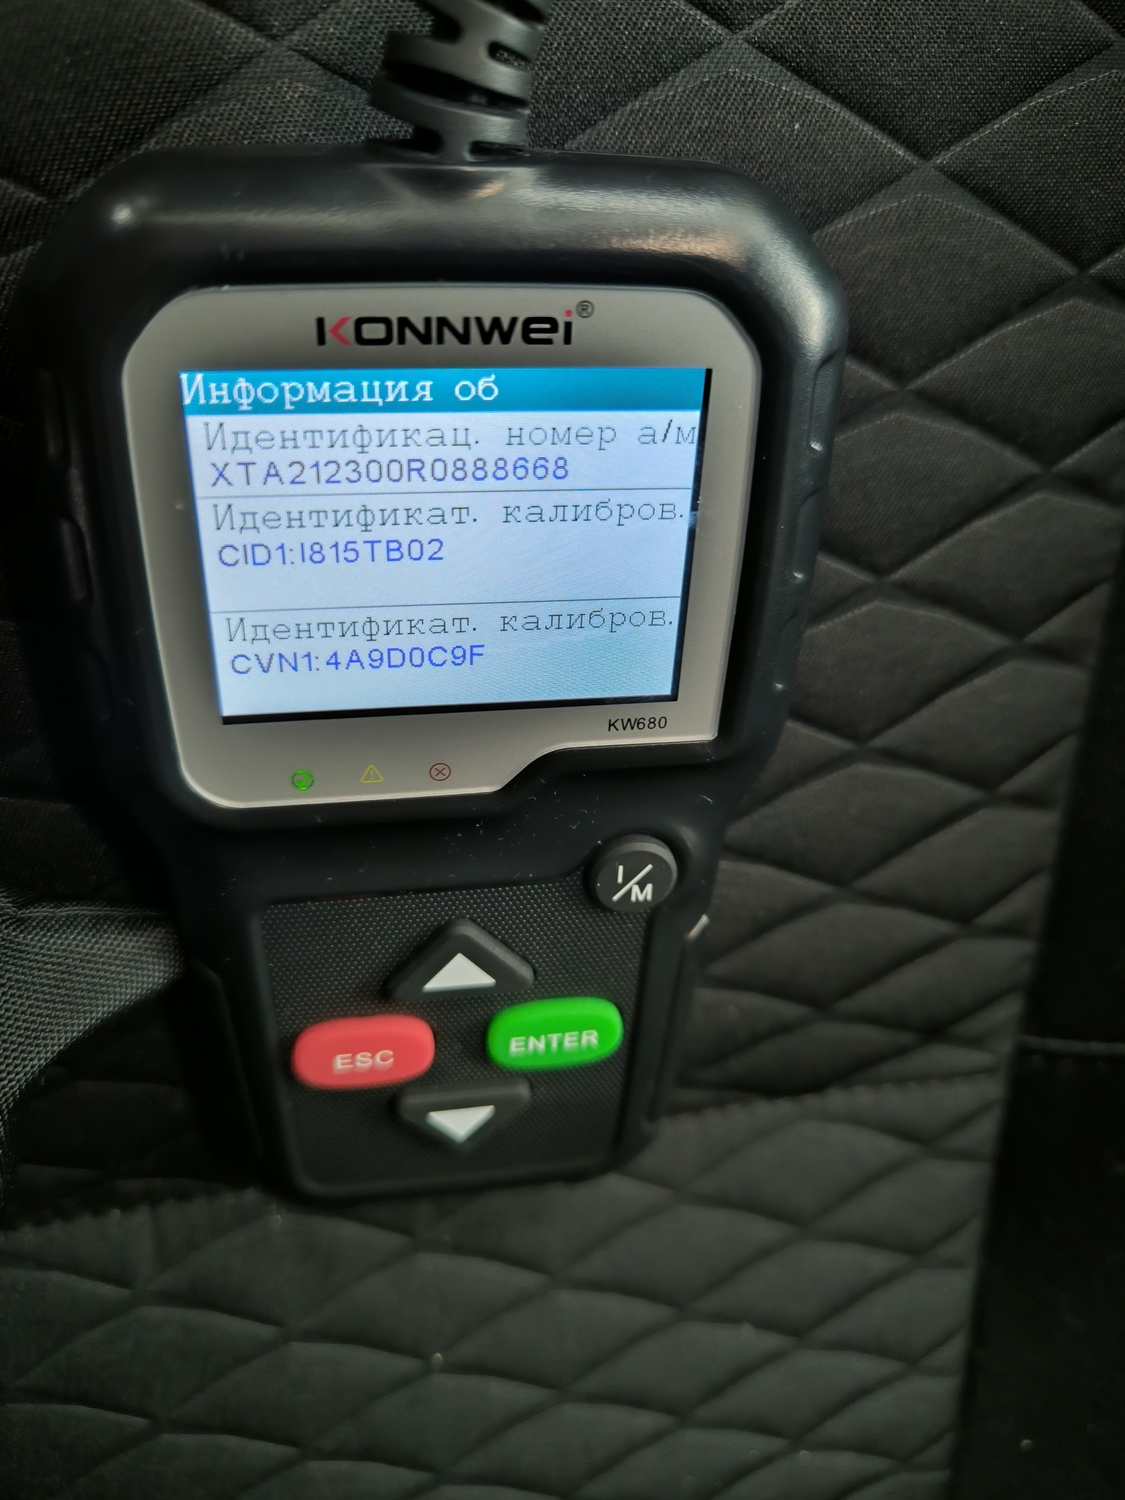 KONNWEI®
Информация об
Идентификац. номер а/м
XTA212300R0888668
Идентификат. калибров.
CID1:I815TB02
Идентификат. калибров.
CVN1:4A9D0C9F
KW680
I/M
ESC
ENTER